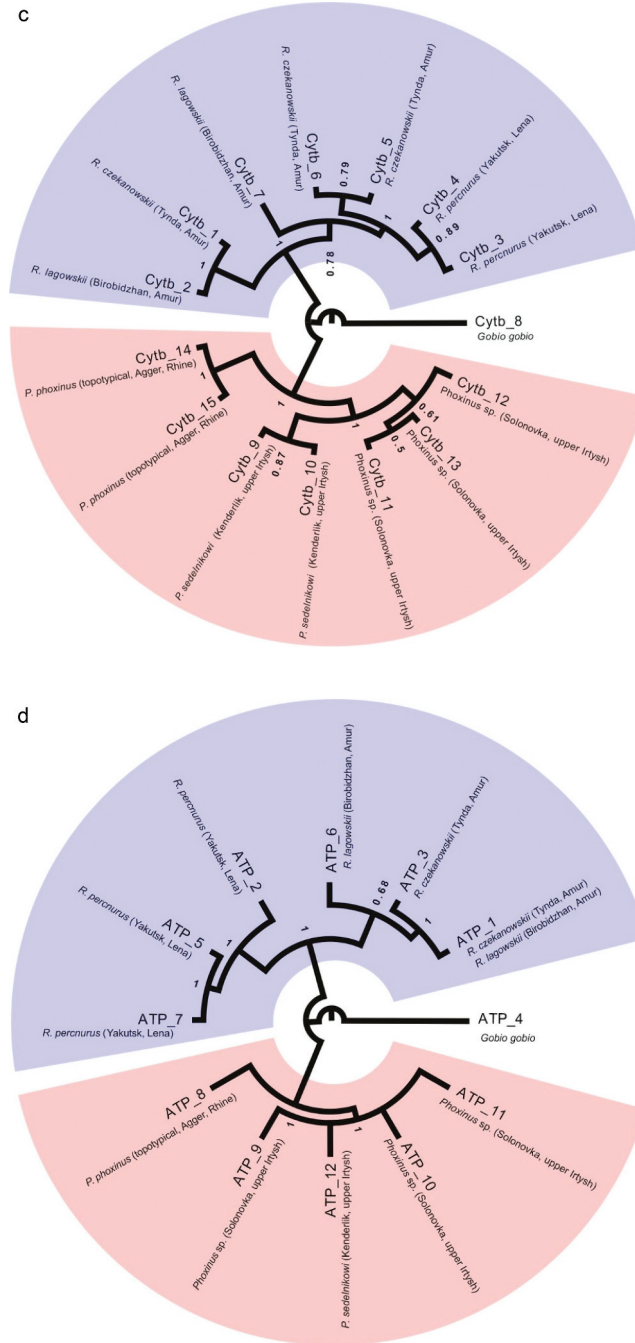 c
Cytb_1
R. czekanowskii (Tynda, Amur)
1
Cytb_2
R. lagowskii (Birobidzhan, Amur)
Cytb_7
R. lagowskii (Birobidzhan, Amur)
1
Cytb_6
R. czekanowskii (Tynda, Amur)
0.79
Cytb_5
R. czekanowskii (Tynda, Amur)
1
Cytb_4
R. percnurus (Yakutsk, Lena)
0.89
Cytb_3
R. percnurus (Yakutsk, Lena)
0.78
Cytb_8
Gobio gobio
Cytb_14
P. phoxinus (topotypical, Agger, Rhine)
1
Cytb_15
P. phoxinus (topotypical, Agger, Rhine)
1
Cytb_9
P. sedelnikowi (Kenderlik, upper Irtysh)
0.87
Cytb_10
P. sedelnikowi (Kenderlik, upper Irtysh)
1
Cytb_11
Phoxinus sp. (Solonovka, upper Irtysh)
0.5
Cytb_13
Phoxinus sp. (Solonovka, upper Irtysh)
0.61
Cytb_12
Phoxinus sp. (Solonovka, upper Irtysh)
d
ATP_7
R. percnurus (Yakutsk, Lena)
1
ATP_5
R. percnurus (Yakutsk, Lena)
1
ATP_2
R. percnurus (Yakutsk, Lena)
1
ATP_6
R. lagowskii (Birobidzhan, Amur)
0.68
ATP_3
R. czekanowskii (Tynda, Amur)
1
ATP_1
R. czekanowskii (Tynda, Amur)
R. lagowskii (Birobidzhan, Amur)
ATP_4
Gobio gobio
ATP_8
P. phoxinus (topotypical, Agger, Rhine)
1
ATP_9
Phoxinus sp. (Solonovka, upper Irtysh)
ATP_12
P. sedelnikowi (Kenderlik, upper Irtysh)
1
ATP_10
Phoxinus sp. (Solonovka, upper Irtysh)
ATP_11
Phoxinus sp. (Solonovka, upper Irtysh)